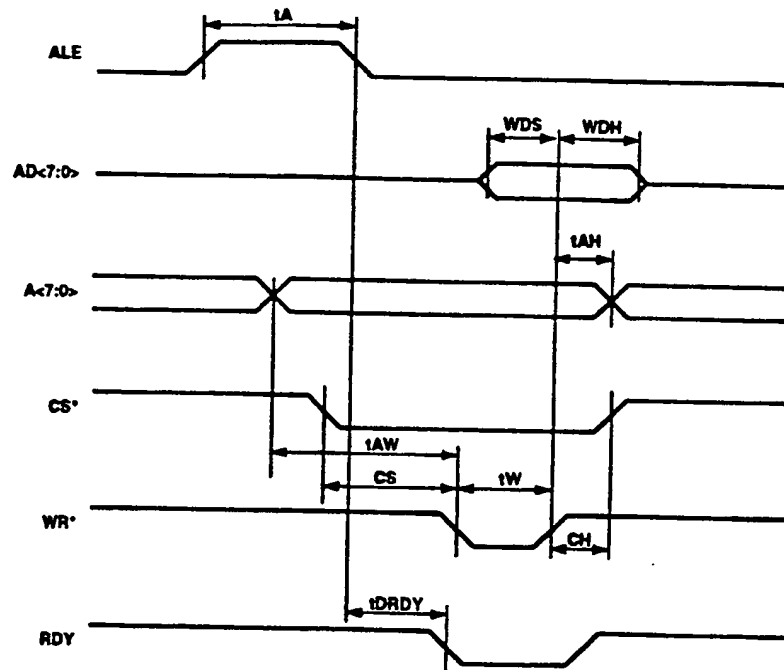 tA
ALE
WDS WDH
AD<7:0>
tAH
A<7:0>
CS*
tAW
CS tW
WR*
CH
tDRDY
RDY